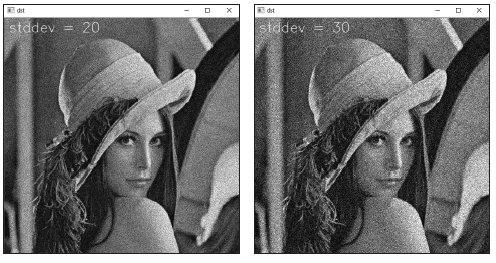 dst
stddev = 20
dst
stddev = 30